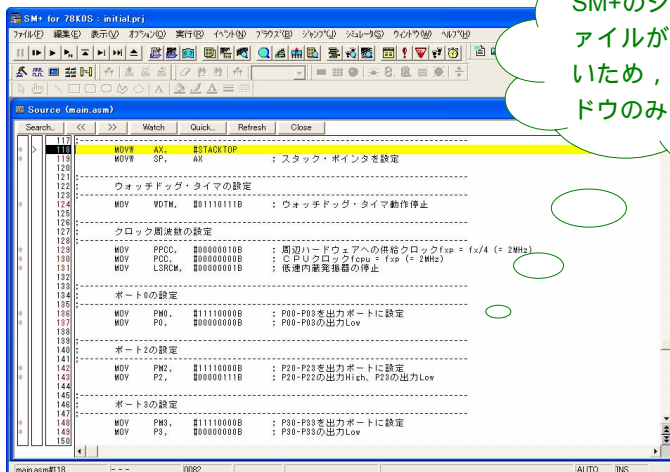 SM+ for 78K0S : initial.prj
ファイル(F) 編集(E) 表示(V) オプション(O) 実行(R) イベント(N) ブラウズ(B) ジャンプ(J) シミュレータ(S) ウィンドウ(W) ヘルプ(H)
SM+のシ
ァイルが
いため，
ドウのみ
Source (main.asm)
Search.. << >> Watch Quick.. Refresh Close
117 ;
118 MOVW AX, #STACKTOP
119 MOVW SP, AX ; スタック・ポインタを設定
120
121 ;
122 ; ウォッチドッグ・タイマの設定
123 ;
124 MOV WDTM, #01110111B ; ウォッチドッグ・タイマ動作停止
125
126 ;
127 ; クロック周波数の設定
128 ;
129 MOV PPCC, #00000010B ; 周辺ハードウェアへの供給クロックfxp = fx/4 (= 2MHz)
130 MOV PCC, #00000000B ; ＣＰＵクロックfcpu = fxp (= 2MHz)
131 MOV LSRCM, #00000001B ; 低速内蔵発振器の停止
132
133 ;
134 ; ポート0の設定
135 ;
136 MOV PM0, #11110000B ; P00-P03を出力ポートに設定
137 MOV P0, #00000000B ; P00-P03の出力Low
138
139 ;
140 ; ポート2の設定
141 ;
142 MOV PM2, #11110000B ; P20-P23を出力ポートに設定
143 MOV P2, #00000111B ; P20-P22の出力High、P23の出力Low
144
145 ;
146 ; ポート3の設定
147 ;
148 MOV PM3, #11110000B ; P30-P33を出力ポートに設定
149 MOV P3, #00000000B ; P30-P33の出力Low
150
main.asm#118 --- 0082 AUTO INS